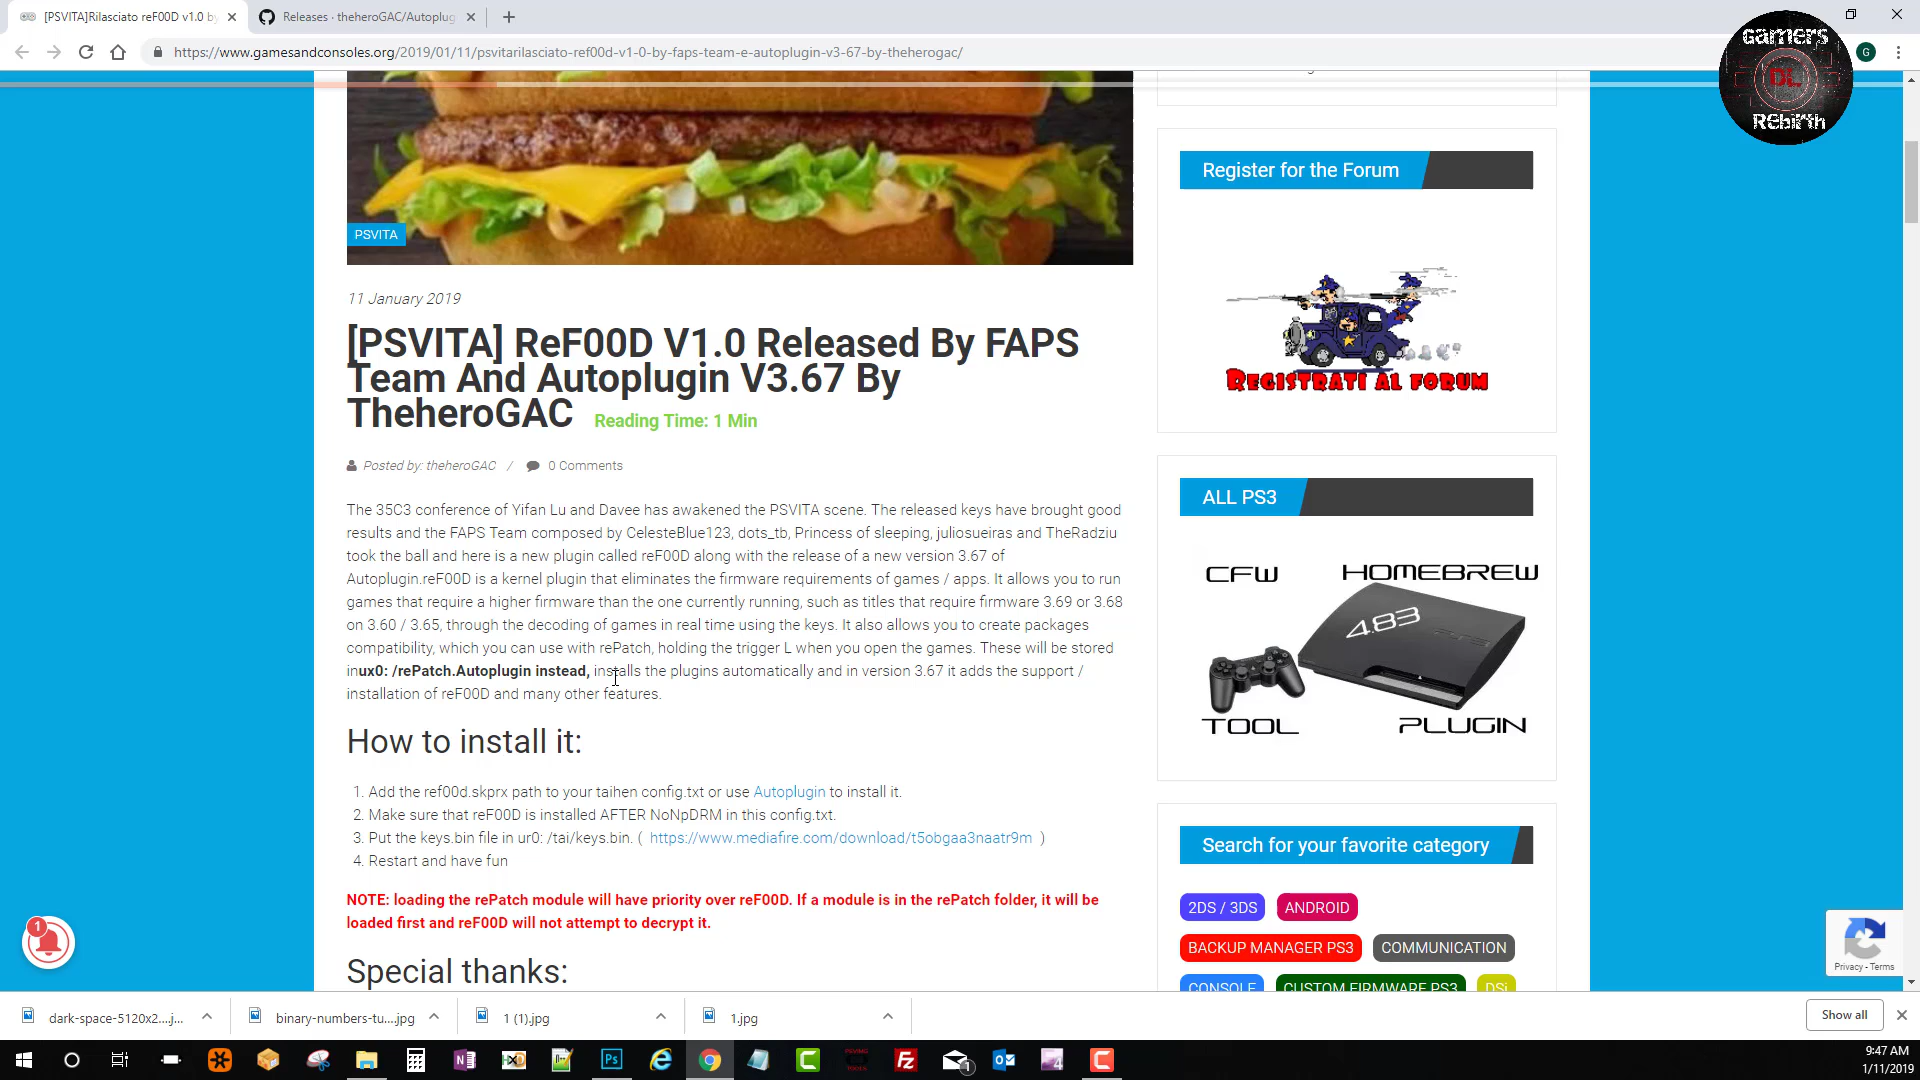 [PSVITA]Rilasciato reF00D v1.0 by
Releases · theheroGAC/Autoplug
https://www.gamesandconsoles.org/2019/01/11/psvitarilasciato-ref00d-v1-0-by-faps-team-e-autoplugin-v3-67-by-theherogac/
G
GAMERS
DL
REbirth
PSVITA
11 January 2019
[PSVITA] ReF00D V1.0 Released By FAPS
Team And Autoplugin V3.67 By
TheheroGAC Reading Time: 1 Min
Posted by: theheroGAC / 0 Comments
The 35C3 conference of Yifan Lu and Davee has awakened the PSVITA scene. The released keys have brought good
results and the FAPS Team composed by CelesteBlue123, dots_tb, Princess of sleeping, juliosueiras and TheRadziu
took the ball and here is a new plugin called reF00D along with the release of a new version 3.67 of
Autoplugin.reF00D is a kernel plugin that eliminates the firmware requirements of games / apps. It allows you to run
games that require a higher firmware than the one currently running, such as titles that require firmware 3.69 or 3.68
on 3.60 / 3.65, through the decoding of games in real time using the keys. It also allows you to create packages
compatibility, which you can use with rePatch, holding the trigger L when you open the games. These will be stored
inux0: /rePatch.Autoplugin instead, installs the plugins automatically and in version 3.67 it adds the support /
installation of reF00D and many other features.
How to install it:
1. Add the ref00d.skprx path to your taihen config.txt or use Autoplugin to install it.
2. Make sure that reF00D is installed AFTER NoNpDRM in this config.txt.
3. Put the keys.bin file in ur0: /tai/keys.bin. ( https://www.mediafire.com/download/t5obgaa3naatr9m )
4. Restart and have fun
NOTE: loading the rePatch module will have priority over reF00D. If a module is in the rePatch folder, it will be
loaded first and reF00D will not attempt to decrypt it.
Special thanks:
Register for the Forum
REGISTRATI AL FORUM
ALL PS3
CFW HOMEBREW
4.83
TOOL PLUGIN
Search for your favorite category
2DS / 3DS ANDROID
BACKUP MANAGER PS3 COMMUNICATION
CONSOLE CUSTOM FIRMWARE PS3 DSi
1
Privacy - Terms
dark-space-5120x2....j... binary-numbers-tu....jpg 1 (1).jpg 1.jpg Show all
9:47 AM
1/11/2019